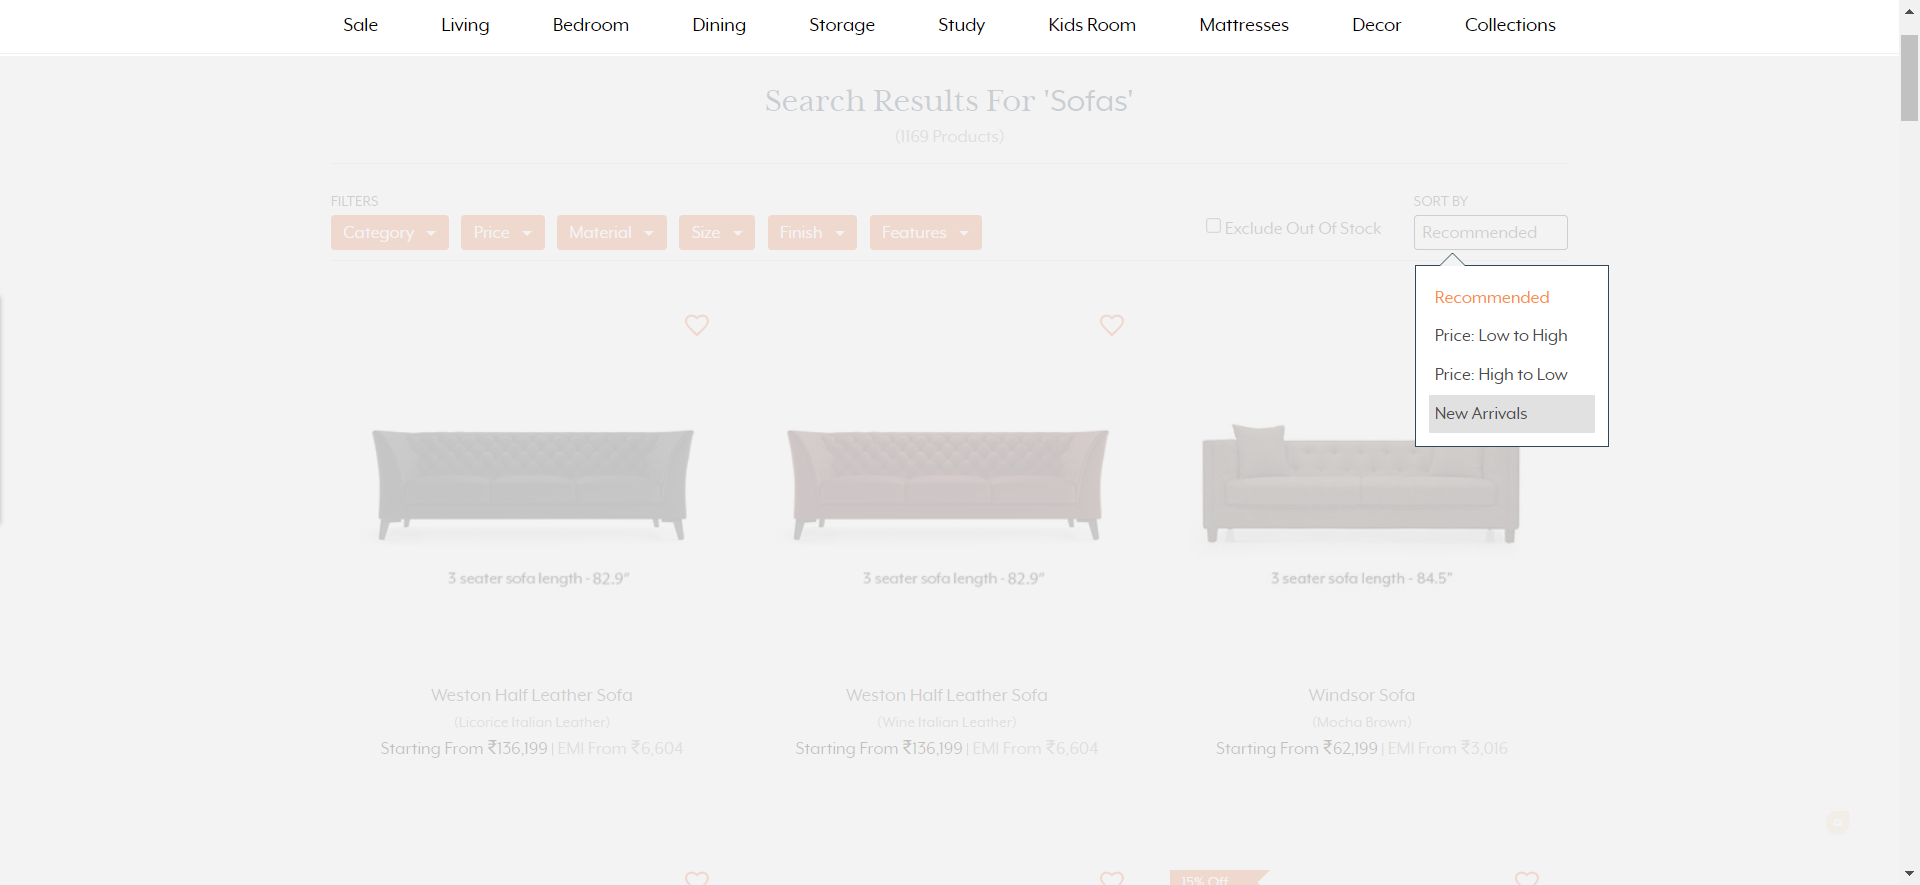 Sale Living Bedroom Dining Storage Study Kids Room Mattresses Decor Collections
Search Results For 'Sofas'
(1169 Products)
FILTERS
Category Price Material Size Finish Features
Exclude Out Of Stock
SORT BY
Recommended
Recommended
Price: Low to High
Price: High to Low
New Arrivals
3 seater sofa length - 82.9"
3 seater sofa length - 82.9"
3 seater sofa length - 84.5"
Weston Half Leather Sofa
(Licorice Italian Leather)
Starting From ₹136,199 | EMI From ₹6,604
Weston Half Leather Sofa
(Wine Italian Leather)
Starting From ₹136,199 | EMI From ₹6,604
Windsor Sofa
(Mocha Brown)
Starting From ₹62,199 | EMI From ₹3,016
15% Off